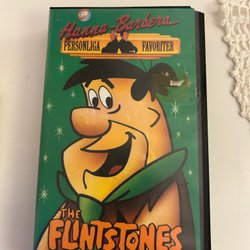 Hanna-Barbera
PERSONLIGA FAVORITER
THE
FLINTSTONES